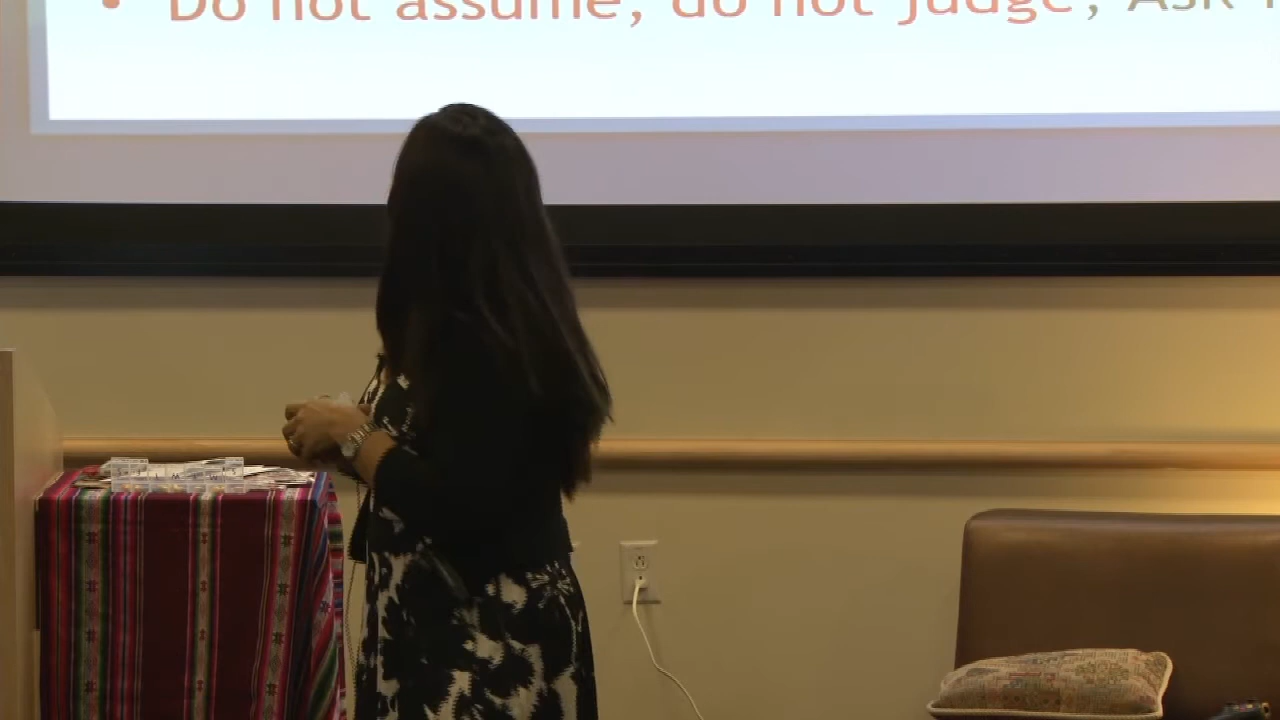 • Do not assume, do not judge, Ask